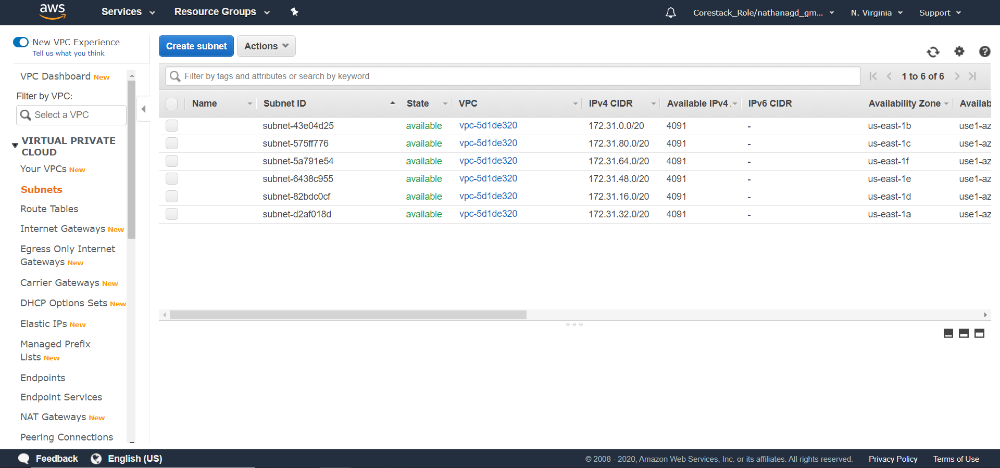 aws
Services
Resource Groups
Corestack_Role/nathanagd_gm...
N. Virginia
Support
New VPC Experience
Tell us what you think
VPC Dashboard New
Filter by VPC:
Select a VPC
VIRTUAL PRIVATE
CLOUD
Your VPCs New
Subnets
Route Tables
Internet Gateways New
Egress Only Internet
Gateways New
Carrier Gateways New
DHCP Options Sets New
Elastic IPs New
Managed Prefix
Lists New
Endpoints
Endpoint Services
NAT Gateways New
Peering Connections
Create subnet
Actions
Filter by tags and attributes or search by keyword
1 to 6 of 6
Name Subnet ID State VPC IPv4 CIDR Available IPv4 IPv6 CIDR Availability Zone Availab
subnet-43e04d25 available vpc-5d1de320 172.31.0.0/20 4091 - us-east-1b use1-az
subnet-575ff776 available vpc-5d1de320 172.31.80.0/20 4091 - us-east-1c use1-az
subnet-5a791e54 available vpc-5d1de320 172.31.64.0/20 4091 - us-east-1f use1-az
subnet-6438c955 available vpc-5d1de320 172.31.48.0/20 4091 - us-east-1e use1-az
subnet-82bdc0cf available vpc-5d1de320 172.31.16.0/20 4091 - us-east-1d use1-az
subnet-d2af018d available vpc-5d1de320 172.31.32.0/20 4091 - us-east-1a use1-az
Feedback
English (US)
© 2008 - 2020, Amazon Web Services, Inc. or its affiliates. All rights reserved.
Privacy Policy
Terms of Use